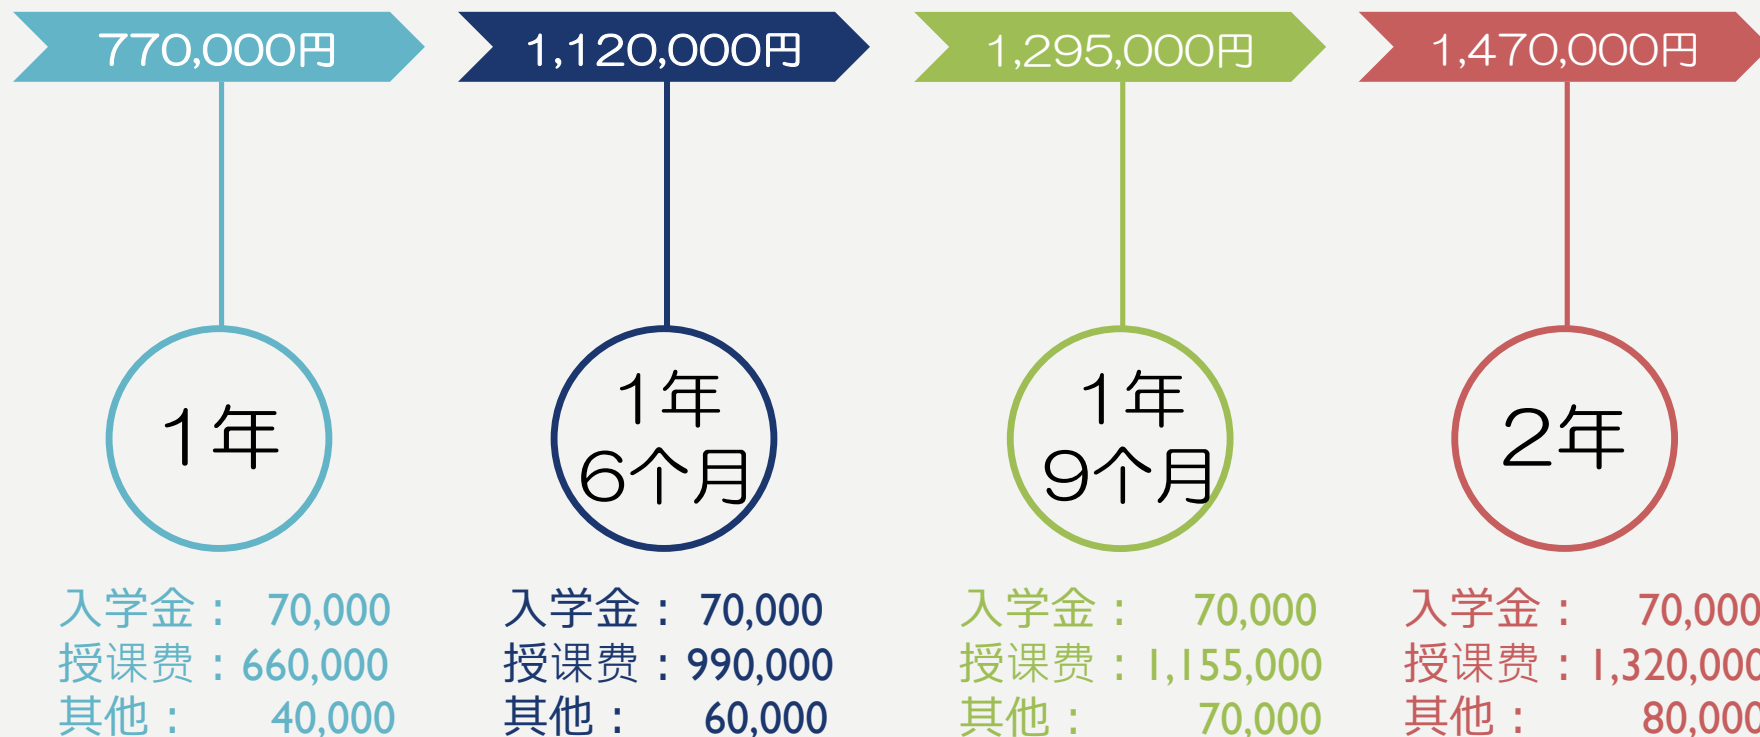 770,000円
1,120,000円
1,295,000円
1,470,000円
1年
1年
6个月
1年
9个月
2年
入学金： 70,000
授课费：660,000
其他： 40,000
入学金： 70,000
授课费：990,000
其他： 60,000
入学金： 70,000
授课费：1,155,000
其他： 70,000
入学金： 70,000
授课费：1,320,000
其他： 80,000